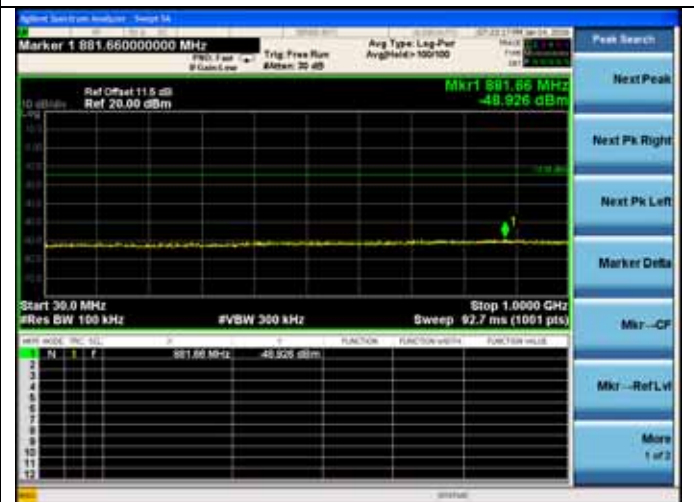 Agilent Spectrum Analyzer - Swept SA
Marker 1 881.660000000 MHz
PNO: Fast
IFGain:Low
Trig: Free Run
#Atten: 30 dB
Avg Type: Log-Pwr
Avg|Hold:>100/100
Peak Search
Mkr1 881.66 MHz
-48.926 dBm
Ref Offset 11.5 dB
10 dB/div Ref 20.00 dBm
Log
1
Start 30.0 MHz
Stop 1.0000 GHz
#Res BW 100 kHz
#VBW 300 kHz
Sweep 92.7 ms (1001 pts)
MKR MODE TRC SCL X Y FUNCTION FUNCTION WIDTH FUNCTION VALUE
1 N 1 f 881.66 MHz -48.926 dBm
2
3
4
5
6
7
8
9
10
11
12
Next Peak
Next Pk Right
Next Pk Left
Marker Delta
Mkr→CF
Mkr→Ref Lvl
More
1 of 2
MSG
STATUS